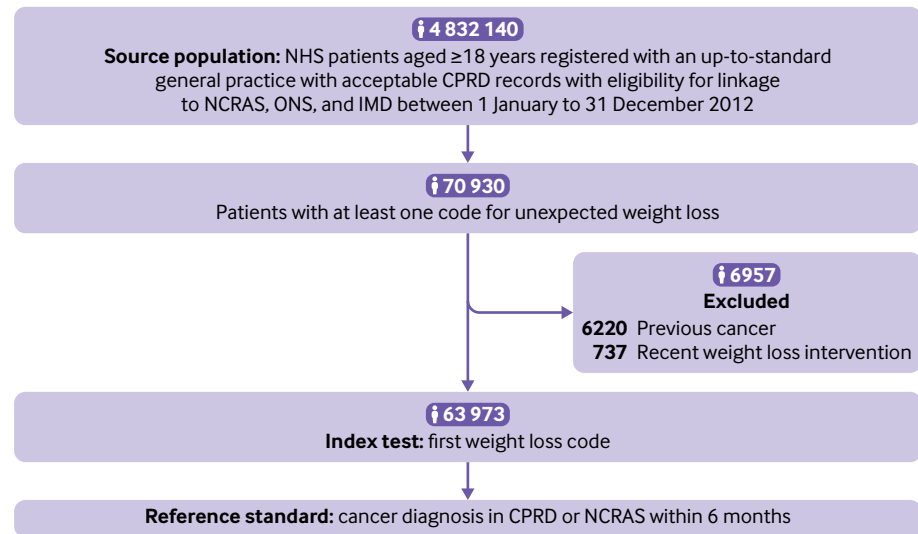 4 832 140
Source population: NHS patients aged ≥18 years registered with an up-to-standard
general practice with acceptable CPRD records with eligibility for linkage
to NCRAS, ONS, and IMD between 1 January to 31 December 2012
70 930
Patients with at least one code for unexpected weight loss
6957
Excluded
6220 Previous cancer
737 Recent weight loss intervention
63 973
Index test: first weight loss code
Reference standard: cancer diagnosis in CPRD or NCRAS within 6 months